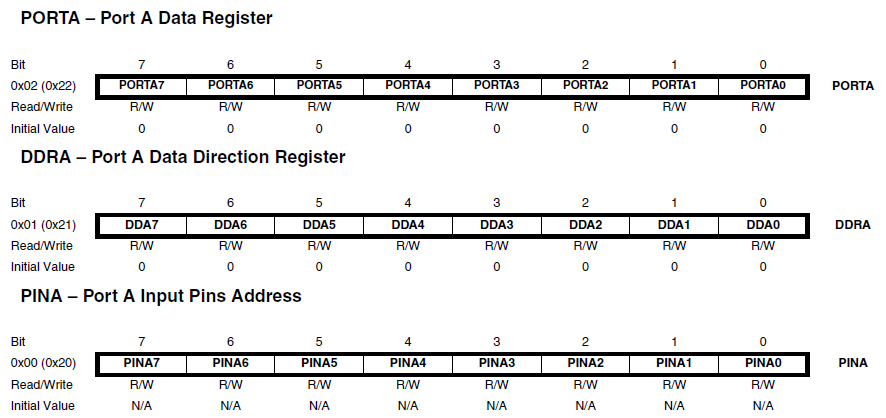 PORTA – Port A Data Register
Bit 7 6 5 4 3 2 1 0
0x02 (0x22) PORTA7 PORTA6 PORTA5 PORTA4 PORTA3 PORTA2 PORTA1 PORTA0 PORTA
Read/Write R/W R/W R/W R/W R/W R/W R/W R/W
Initial Value 0 0 0 0 0 0 0 0
DDRA – Port A Data Direction Register
Bit 7 6 5 4 3 2 1 0
0x01 (0x21) DDA7 DDA6 DDA5 DDA4 DDA3 DDA2 DDA1 DDA0 DDRA
Read/Write R/W R/W R/W R/W R/W R/W R/W R/W
Initial Value 0 0 0 0 0 0 0 0
PINA – Port A Input Pins Address
Bit 7 6 5 4 3 2 1 0
0x00 (0x20) PINA7 PINA6 PINA5 PINA4 PINA3 PINA2 PINA1 PINA0 PINA
Read/Write R/W R/W R/W R/W R/W R/W R/W R/W
Initial Value N/A N/A N/A N/A N/A N/A N/A N/A